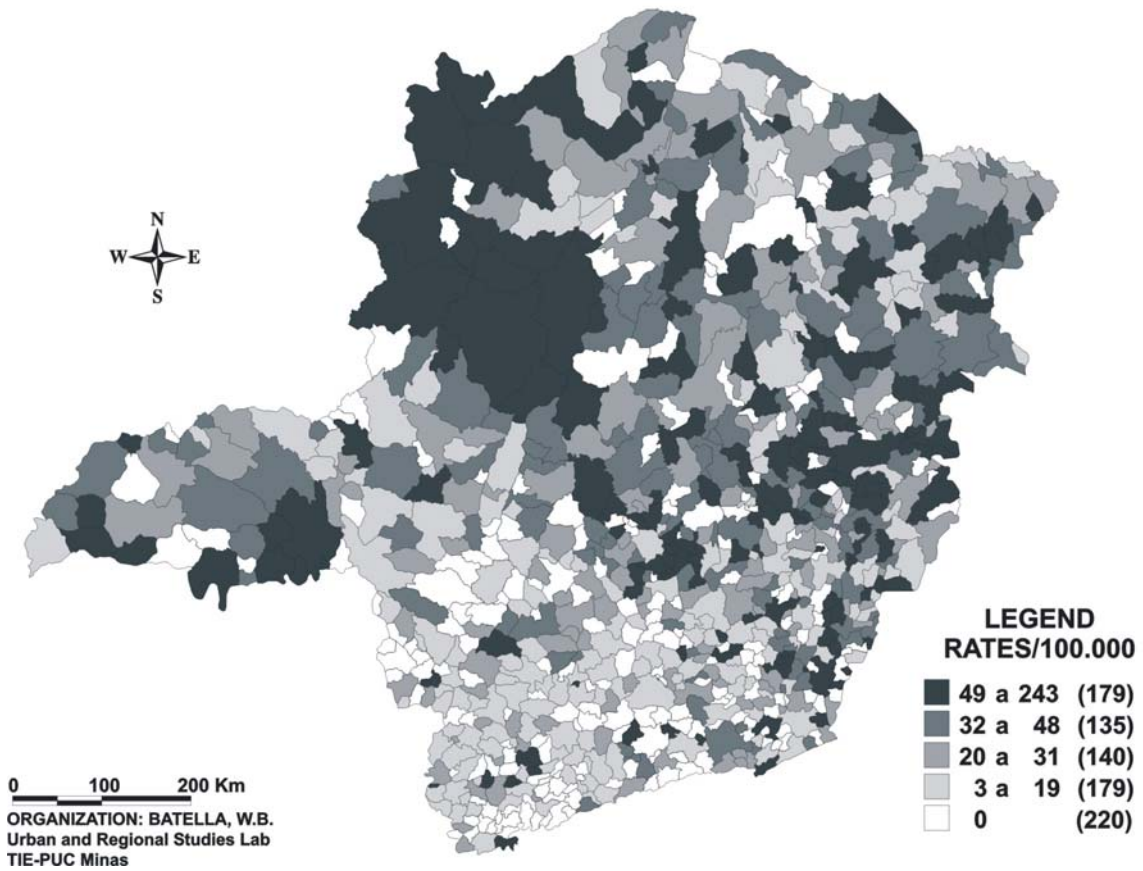 N
W E
S
LEGEND
RATES/100.000
49 a 243 (179)
32 a 48 (135)
20 a 31 (140)
3 a 19 (179)
0 (220)
0 100 200 Km
ORGANIZATION: BATELLA, W.B.
Urban and Regional Studies Lab
TIE-PUC Minas